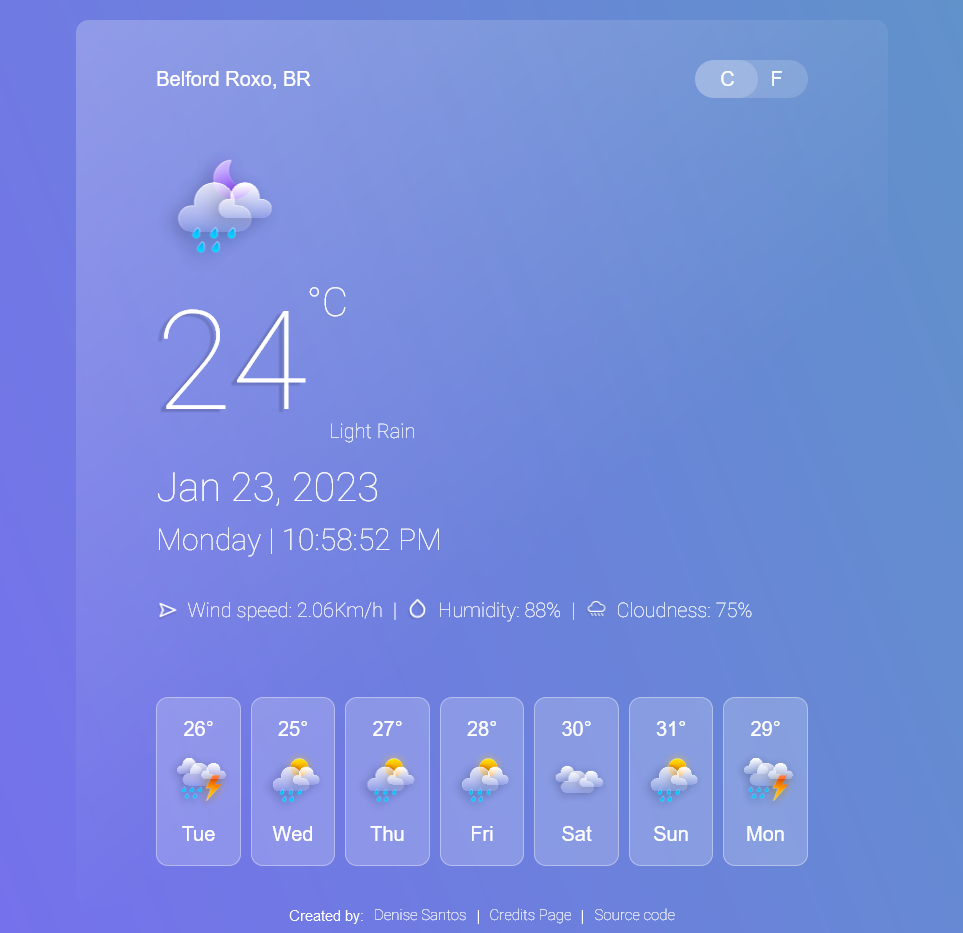 Belford Roxo, BR
C F
°C
24
Light Rain
Jan 23, 2023
Monday | 10:58:52 PM
Wind speed: 2.06Km/h | Humidity: 88% | Cloudness: 75%
26° 25° 27° 28° 30° 31° 29°
Tue Wed Thu Fri Sat Sun Mon
Created by: Denise Santos | Credits Page | Source code